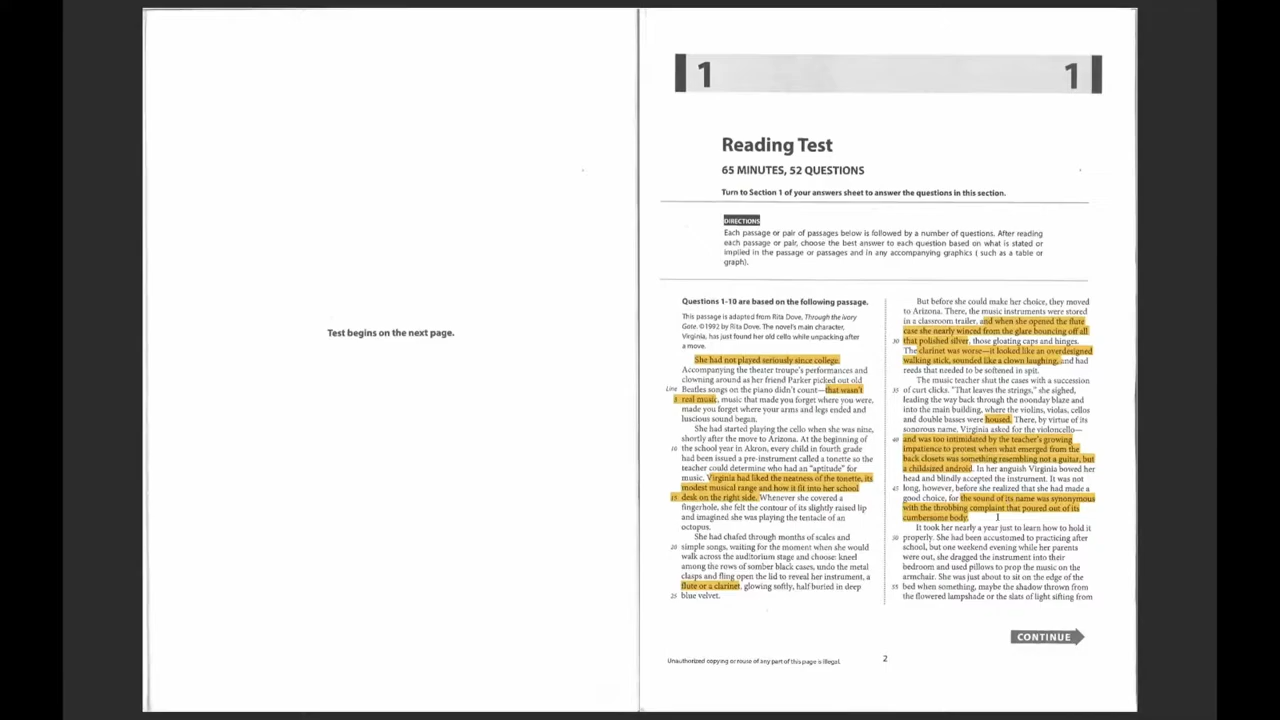 Test begins on the next page.
1
1
Reading Test
65 MINUTES, 52 QUESTIONS
Turn to Section 1 of your answers sheet to answer the questions in this section.
DIRECTIONS
Each passage or pair of passages below is followed by a number of questions. After reading
each passage or pair, choose the best answer to each question based on what is stated or
implied in the passage or passages and in any accompanying graphics ( such as a table or
graph).
Questions 1-10 are based on the following passage.
This passage is adapted from Rita Dove, Through the Ivory
Gate. ©1992 by Rita Dove. The novel's main character,
Virginia, has just found her old cello while unpacking after
a move.
She had not played seriously since college.
Accompanying the theater troupe's performances and
clowning around as her friend Parker picked out old
Line Beatles songs on the piano didn't count—that wasn't
5 real music, music that made you forget where you were,
made you forget where your arms and legs ended and
luscious sound began.
She had started playing the cello when she was nine,
shortly after the move to Arizona. At the beginning of
10 the school year in Akron, every child in fourth grade
had been issued a pre-instrument called a tonette so the
teacher could determine who had an "aptitude" for
music. Virginia had liked the neatness of the tonette, its
modest musical range and how it fit into her school
15 desk on the right side. Whenever she covered a
fingerhole, she felt the contour of its slightly raised lip
and imagined she was playing the tentacle of an
octopus.
She had chafed through months of scales and
20 simple songs, waiting for the moment when she would
walk across the auditorium stage and choose: kneel
among the rows of somber black cases, undo the metal
clasps and fling open the lid to reveal her instrument, a
flute or a clarinet, glowing softly, half buried in deep
25 blue velvet.
But before she could make her choice, they moved
to Arizona. There, the music instruments were stored
in a classroom trailer, and when she opened the flute
case she nearly winced from the glare bouncing off all
30 that polished silver, those gloating caps and hinges.
The clarinet was worse—it looked like an overdesigned
walking stick, sounded like a clown laughing, and had
reeds that needed to be softened in spit.
The music teacher shut the cases with a succession
35 of curt clicks. "That leaves the strings," she sighed,
leading the way back through the noonday blaze and
into the main building, where the violins, violas, cellos
and double basses were housed. There, by virtue of its
sonorous name, Virginia asked for the violoncello—
40 and was too intimidated by the teacher's growing
impatience to protest when what emerged from the
back closets was something resembling not a guitar, but
a childsized android. In her anguish Virginia bowed her
head and blindly accepted the instrument. It was not
long, however, before she realized that she had made a
good choice, for the sound of its name was synonymous
with the throbbing complaint that poured out of its
cumbersome body.
It took her nearly a year just to learn how to hold it
50 properly. She had been accustomed to practicing after
school, but one weekend evening while her parents
were out, she dragged the instrument into their
bedroom and used pillows to prop the music on the
armchair. She was just about to sit on the edge of the
55 bed when something, maybe the shadow thrown from
the flowered lampshade or the slats of light sifting from
CONTINUE
Unauthorized copying or reuse of any part of this page is illegal.
2